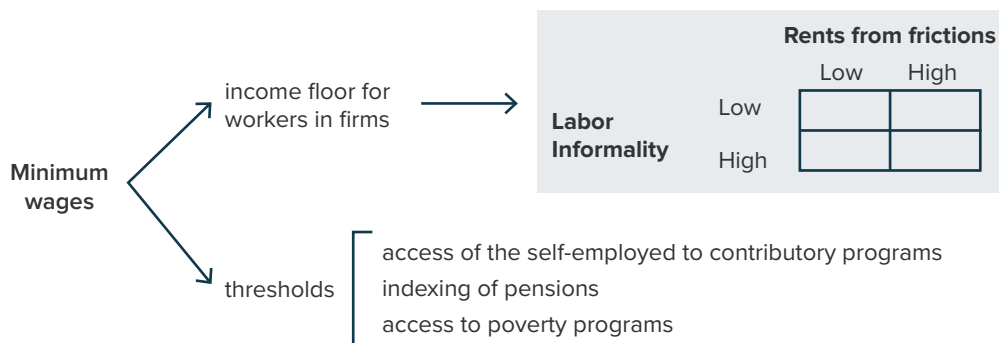 Minimum
wages
income floor for
workers in firms
Rents from frictions
Low High
Labor
Informality
Low
High
thresholds
access of the self-employed to contributory programs
indexing of pensions
access to poverty programs